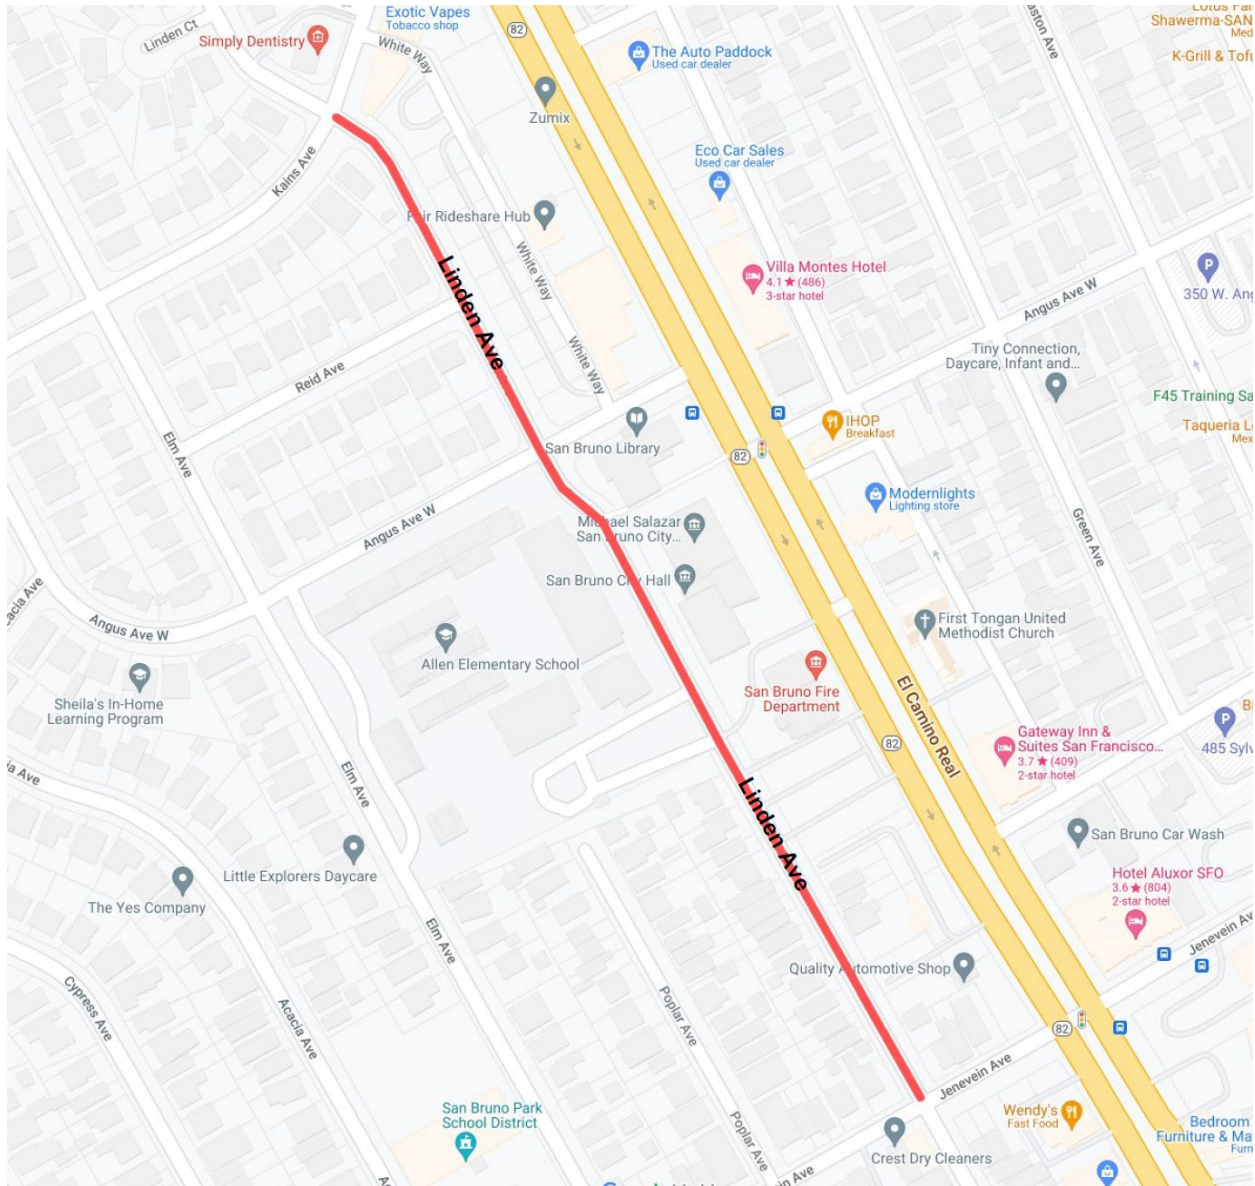 Exotic Vapes
Tobacco shop
Linden Ct
Simply Dentistry
White Way
82
The Auto Paddock
Used car dealer
Zumix
Kains Ave
Eco Car Sales
Used car dealer
Shawerma-SAN
Med
K-Grill & Tofu
Rideshare Hub
White Way
Linden Ave
Villa Montes Hotel
4.1★(486)
3-star hotel
P
350 W. Ang
Angus Ave W
Tiny Connection,
Daycare, Infant and...
White Way
Reid Ave
F45 Training Sa
Taqueria L
Mex
IHOP
Breakfast
San Bruno Library
82
Elm Ave
Modernlights
Lighting store
Angus Ave W
Michael Salazar
San Bruno City...
Green Ave
San Bruno City Hall
Angus Ave W
First Tongan United
Methodist Church
Allen Elementary School
Sheila's In-Home
Learning Program
San Bruno Fire
Department
El Camino Real
P
485 Sylv
Gateway Inn &
Suites San Francisco...
3.7★(409)
2-star hotel
82
Elm Ave
Linden Ave
San Bruno Car Wash
Little Explorers Daycare
The Yes Company
Hotel Aluxor SFO
3.6★(804)
2-star hotel
Elm Ave
Jenevein Av
Quality Automotive Shop
Cypress Ave
Acacia Ave
Poplar Ave
82
Jenevein Ave
San Bruno Park
School District
Poplar Ave
Wendy's
Fast Food
Crest Dry Cleaners
Bedroom
Furniture & Ma
Furn